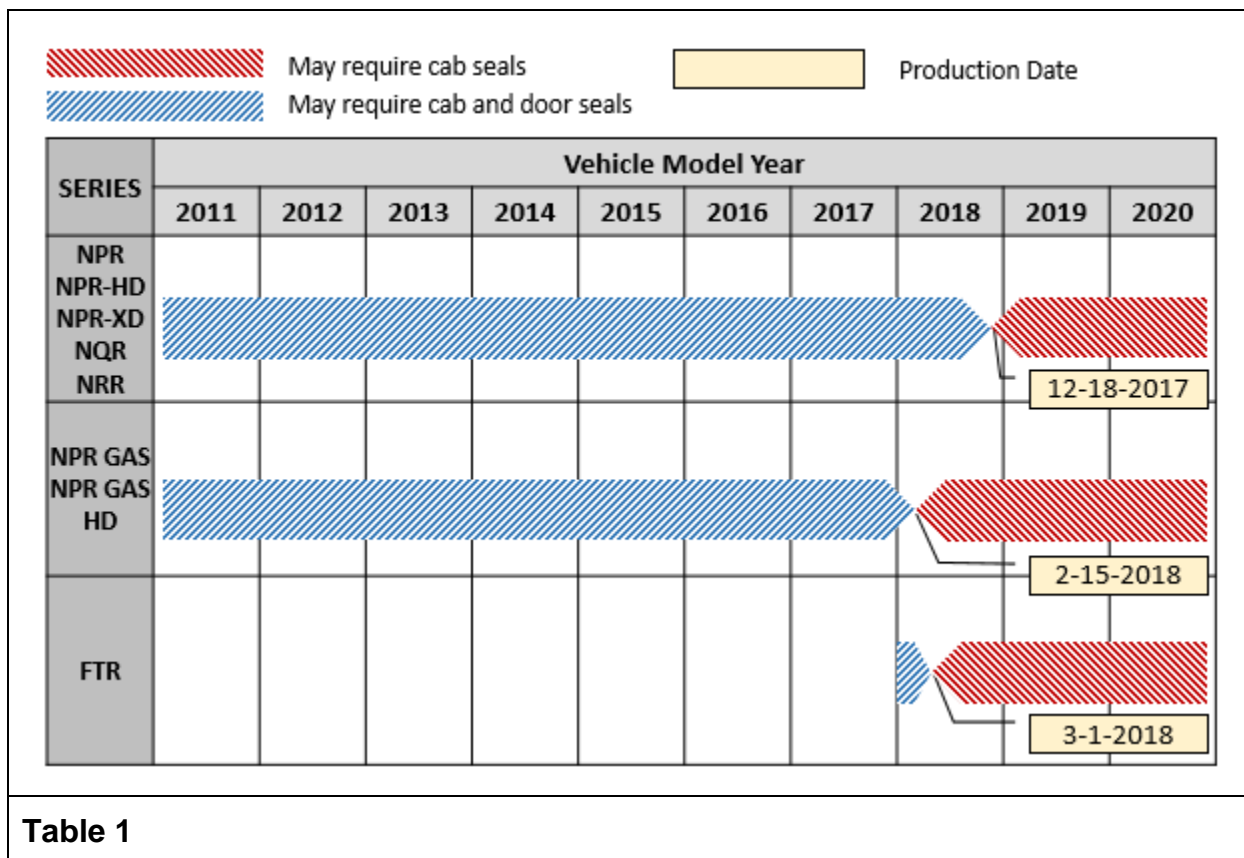 May require cab seals
Production Date
May require cab and door seals
SERIES
Vehicle Model Year
2011 2012 2013 2014 2015 2016 2017 2018 2019 2020
NPR
NPR-HD
NPR-XD
NQR
NRR
12-18-2017
NPR GAS
NPR GAS
HD
2-15-2018
FTR
3-1-2018
Table 1